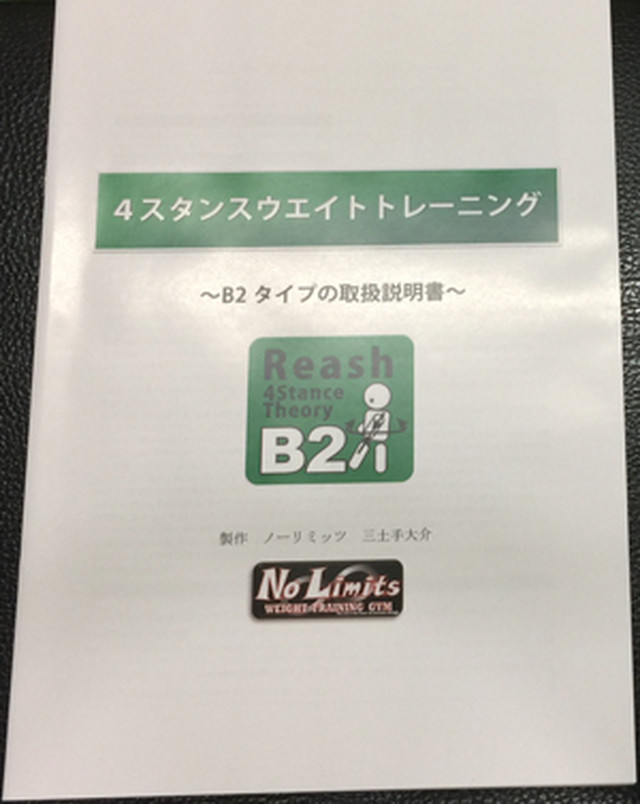 4スタンスウエイトトレーニング
～B2 タイプの取扱説明書～
Reash
4Stance
Theory
B2
製作　ノーリミッツ　三土手大介
No Limits
WEIGHT TRAINING GYM